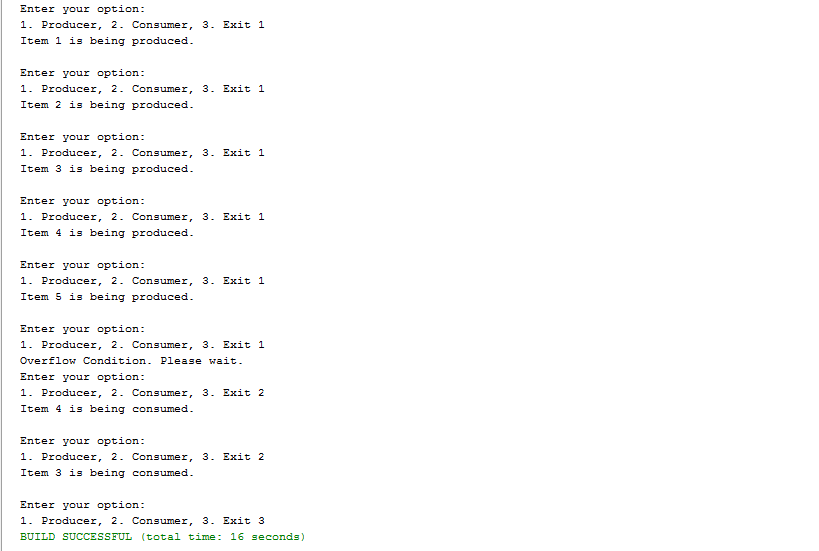 Enter your option:
1. Producer, 2. Consumer, 3. Exit 1
Item 1 is being produced.
Enter your option:
1. Producer, 2. Consumer, 3. Exit 1
Item 2 is being produced.
Enter your option:
1. Producer, 2. Consumer, 3. Exit 1
Item 3 is being produced.
Enter your option:
1. Producer, 2. Consumer, 3. Exit 1
Item 4 is being produced.
Enter your option:
1. Producer, 2. Consumer, 3. Exit 1
Item 5 is being produced.
Enter your option:
1. Producer, 2. Consumer, 3. Exit 1
Overflow Condition. Please wait.
Enter your option:
1. Producer, 2. Consumer, 3. Exit 2
Item 4 is being consumed.
Enter your option:
1. Producer, 2. Consumer, 3. Exit 2
Item 3 is being consumed.
Enter your option:
1. Producer, 2. Consumer, 3. Exit 3
BUILD SUCCESSFUL (total time: 16 seconds)